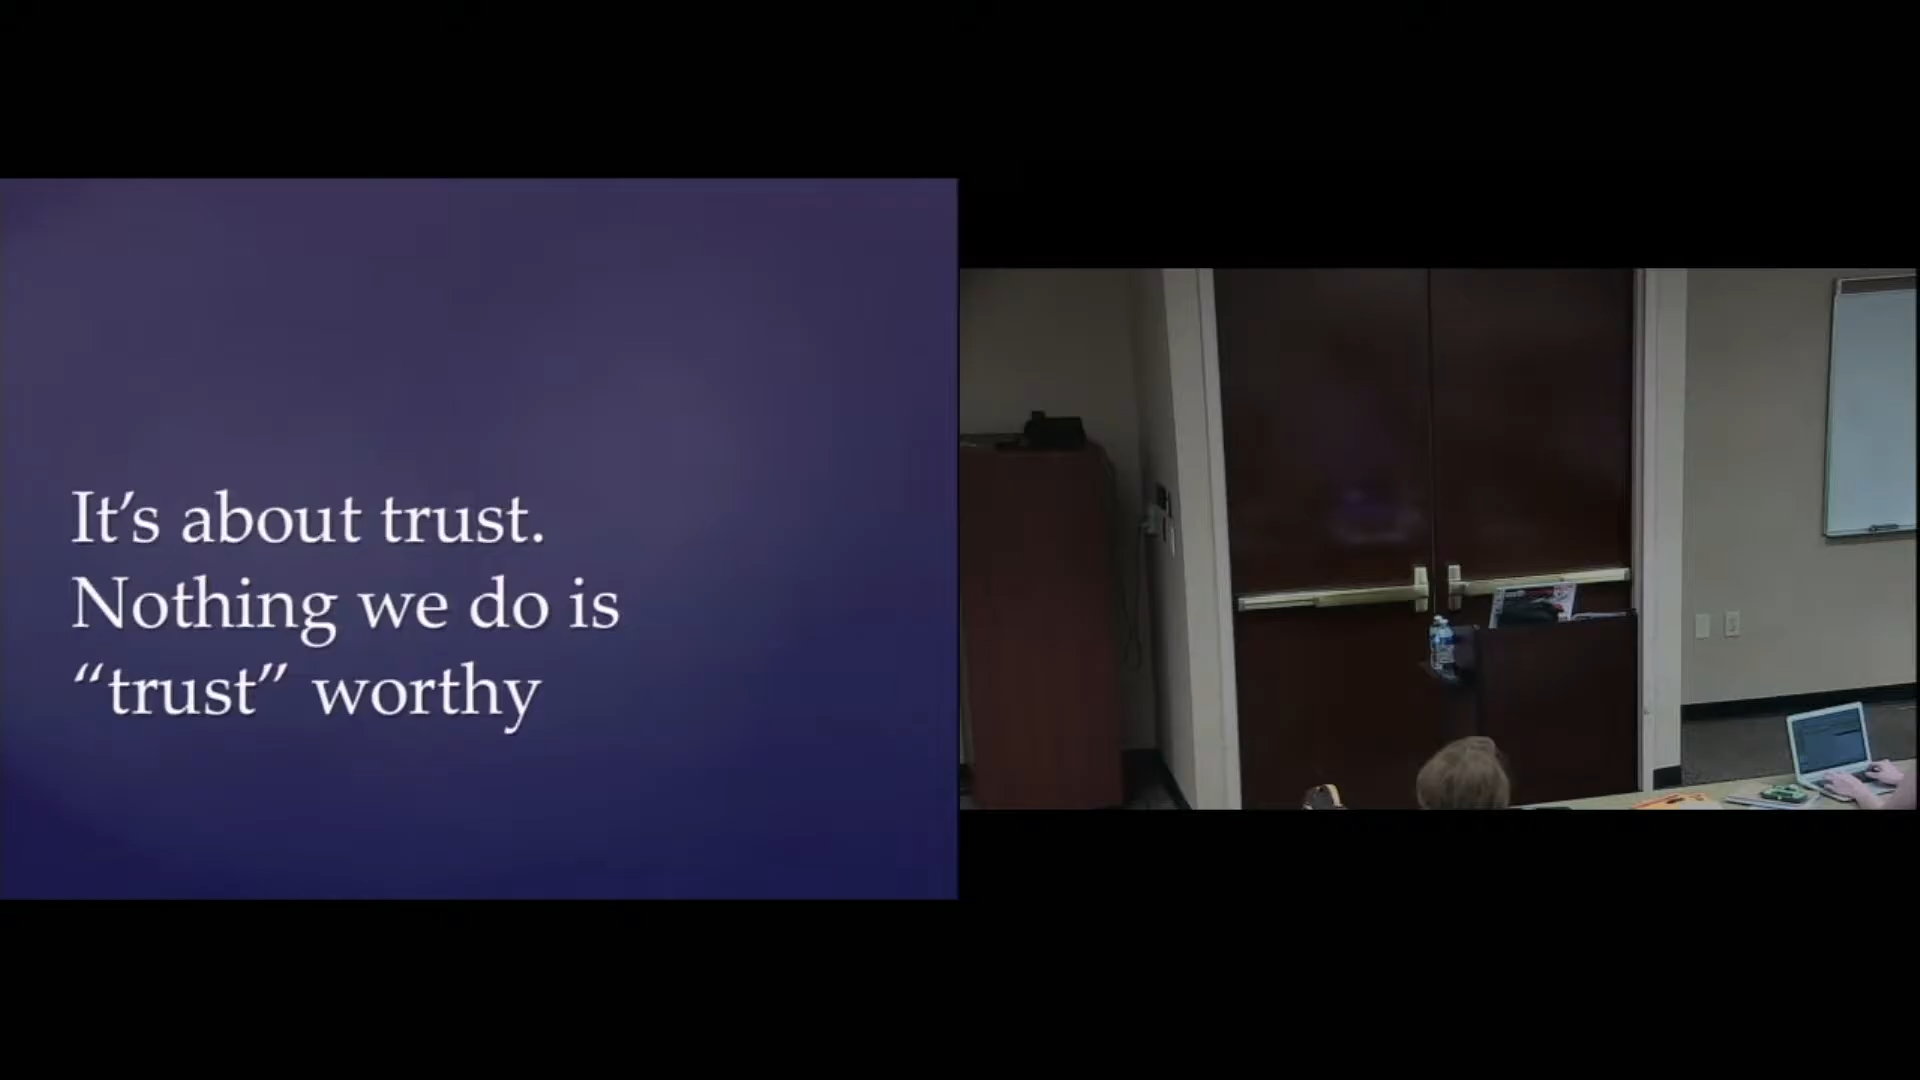 It’s about trust.
Nothing we do is
“trust” worthy